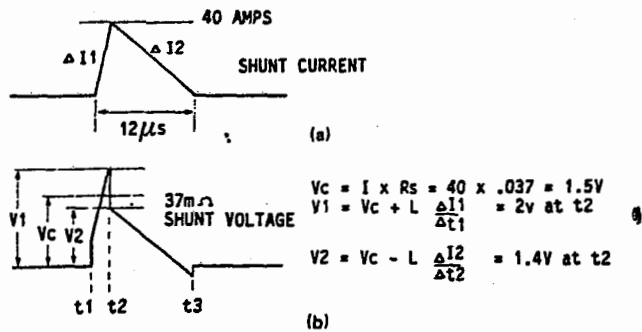 40 AMPS
Δ I1
Δ I2
SHUNT CURRENT
12μs
(a)
37mΩ
SHUNT VOLTAGE
V1
Vc
V2
t1
t2
t3
Vc = I x Rs = 40 x .037 = 1.5V
V1 = Vc + L ΔI1/Δt1 = 2v at t2
V2 = Vc - L ΔI2/Δt2 = 1.4V at t2
(b)